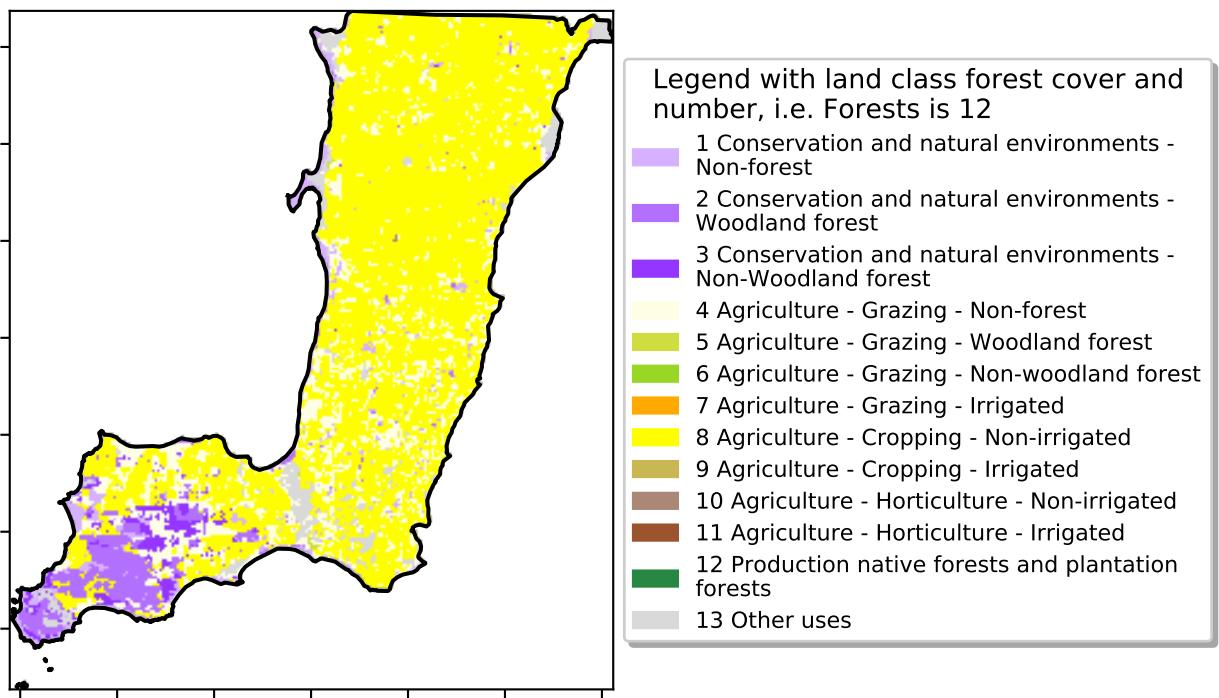 Legend with land class forest cover and
number, i.e. Forests is 12
1 Conservation and natural environments -
Non-forest
2 Conservation and natural environments -
Woodland forest
3 Conservation and natural environments -
Non-Woodland forest
4 Agriculture - Grazing - Non-forest
5 Agriculture - Grazing - Woodland forest
6 Agriculture - Grazing - Non-woodland forest
7 Agriculture - Grazing - Irrigated
8 Agriculture - Cropping - Non-irrigated
9 Agriculture - Cropping - Irrigated
10 Agriculture - Horticulture - Non-irrigated
11 Agriculture - Horticulture - Irrigated
12 Production native forests and plantation
forests
13 Other uses